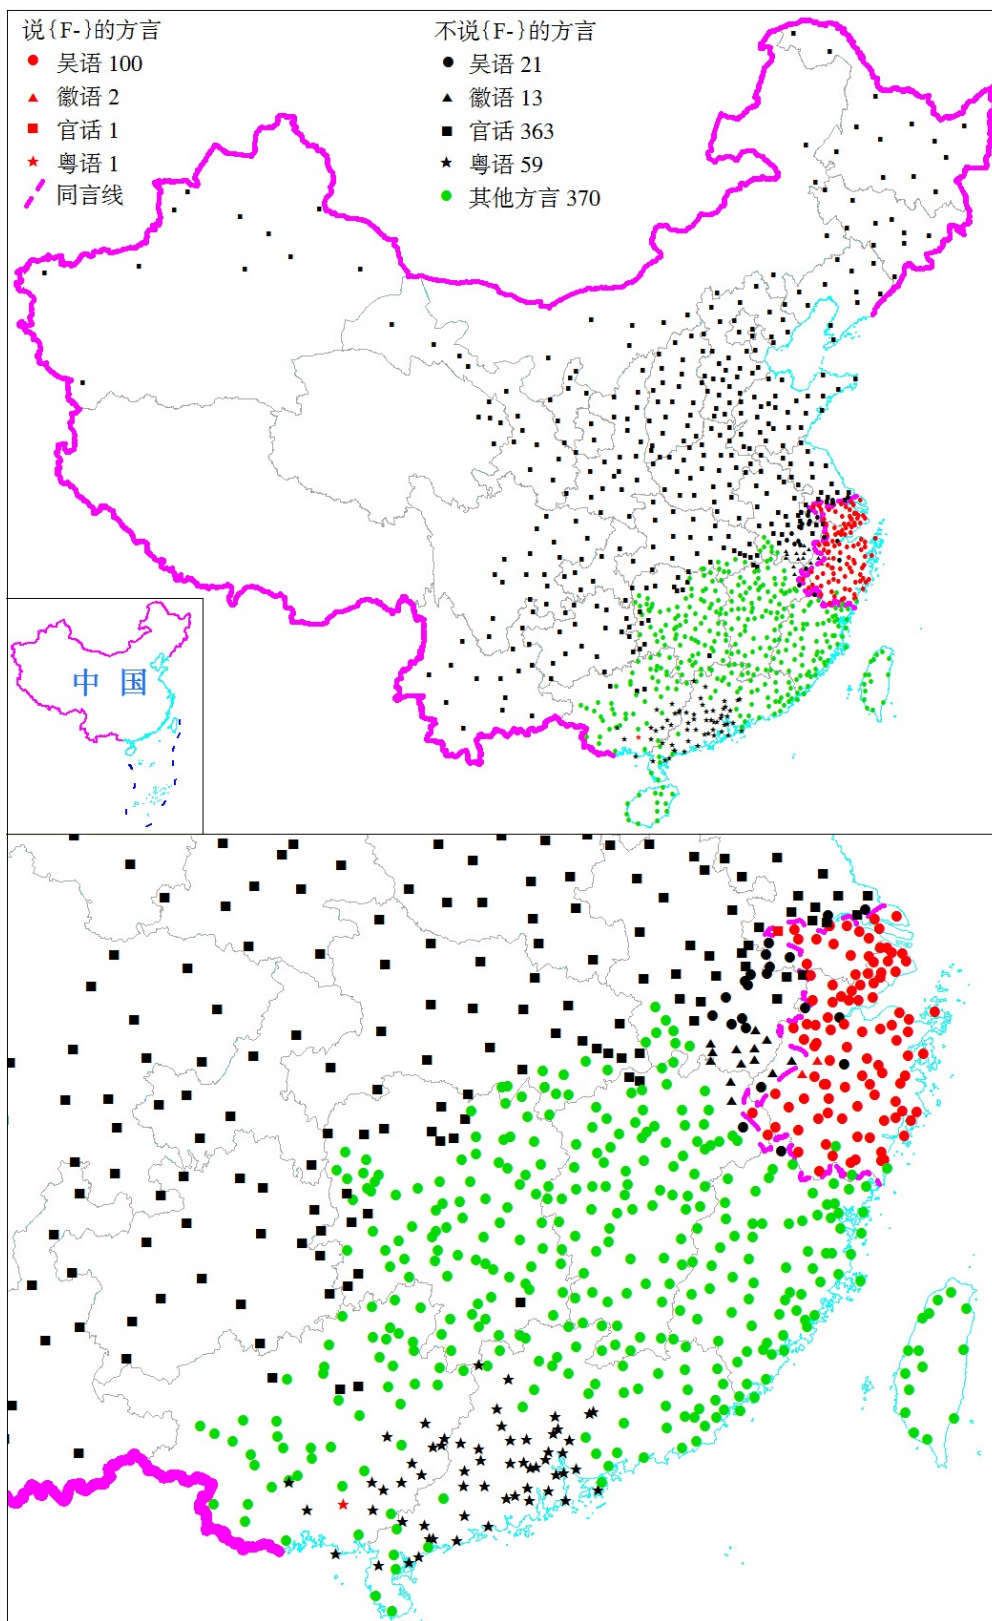 说{F-}的方言
吴语 100
徽语 2
官话 1
粤语 1
同言线
不说{F-}的方言
吴语 21
徽语 13
官话 363
粤语 59
其他方言 370
中 国